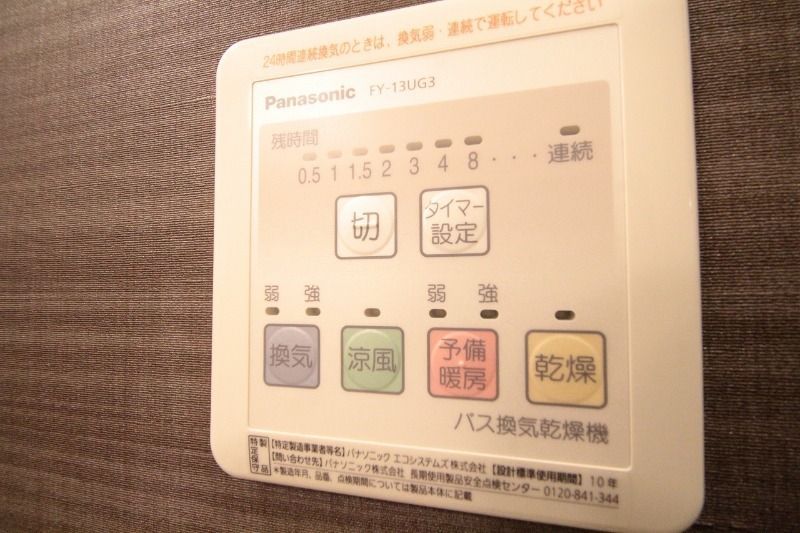 24時間連続換気のときは、換気弱・連続で運転してください
Panasonic FY-13UG3
残時間
0.5 1 1.5 2 3 4 8 ・・・ 連続
切 タイマー設定
弱 強 弱 強
換気 涼風 予備暖房 乾燥
バス換気乾燥機
特定保守製品 【特定製造事業者等名】パナソニック エコシステムズ 株式会社 【設計標準使用期間】 10年
【問い合わせ先】パナソニック株式会社 長期使用製品安全点検センター 0120-841-344
*製造年月、品番、点検期間については製品本体に記載